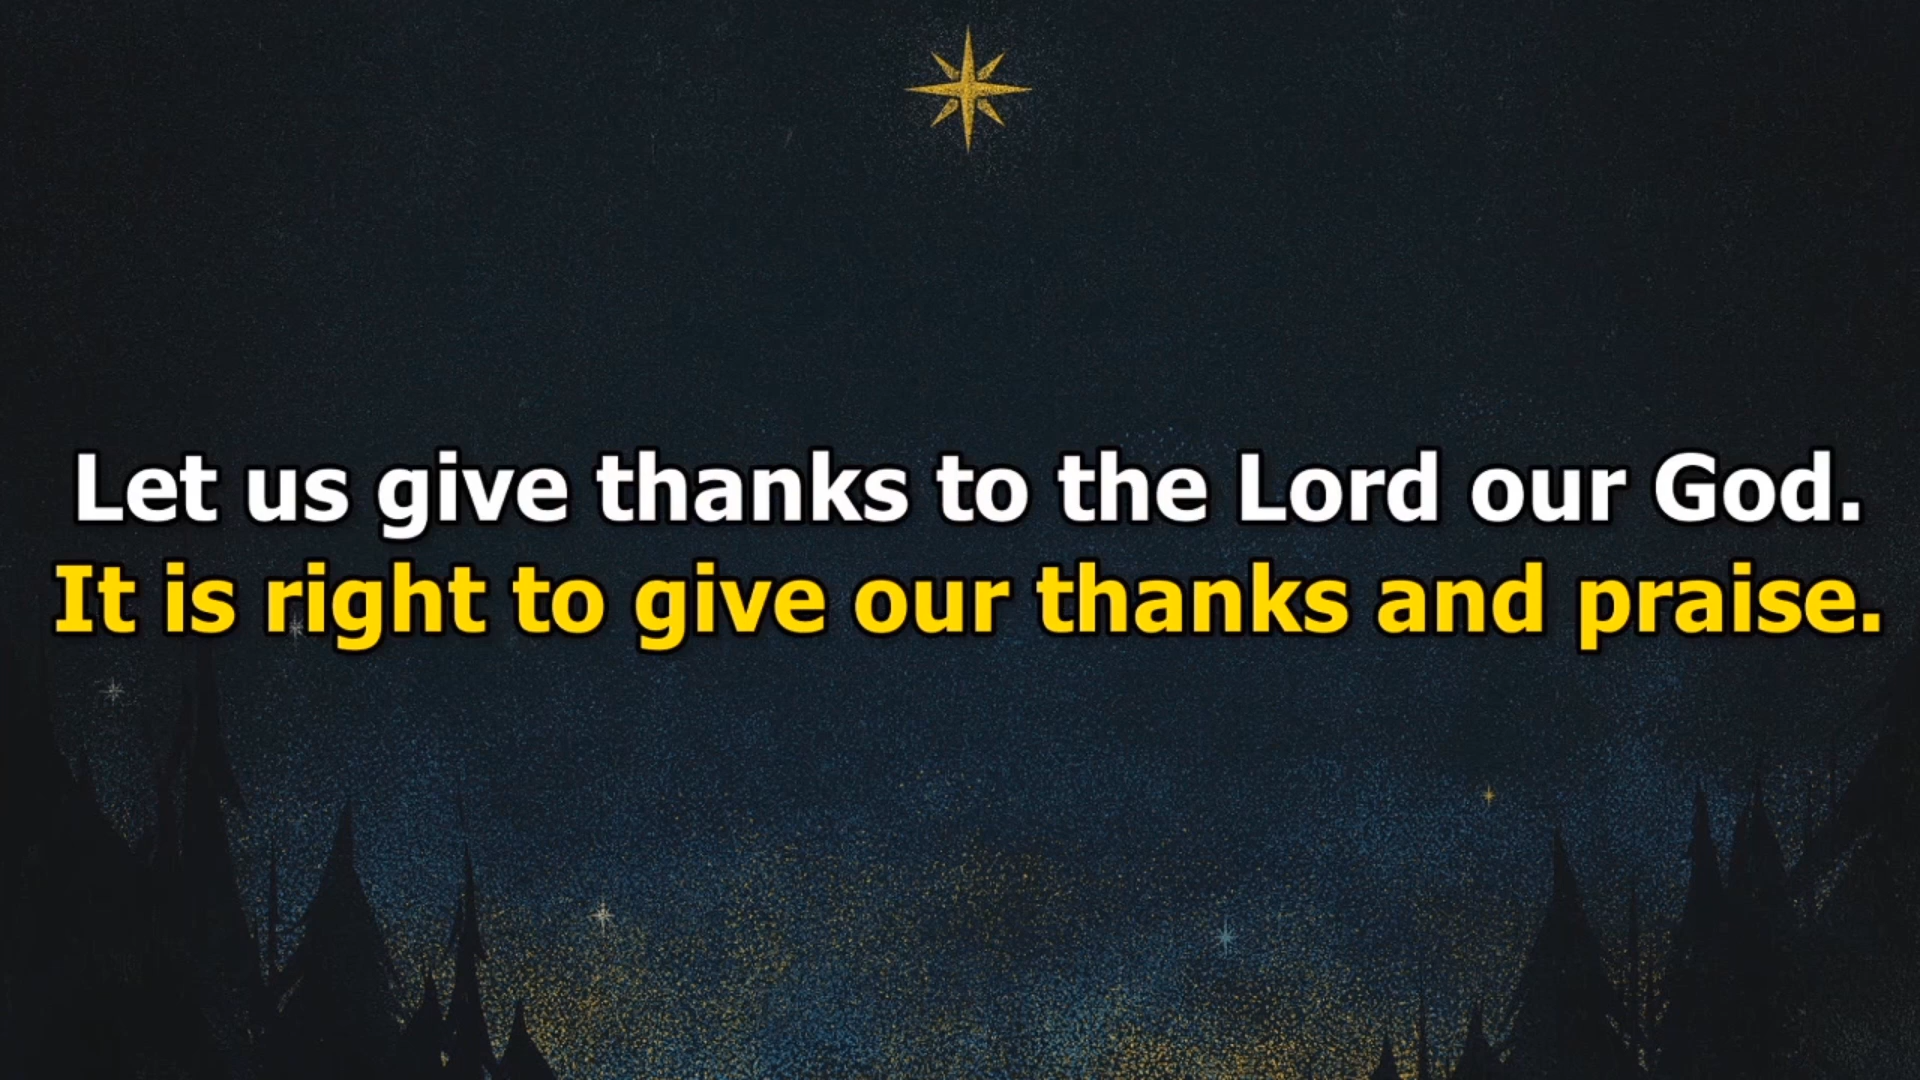 Let us give thanks to the Lord our God.
It is right to give our thanks and praise.